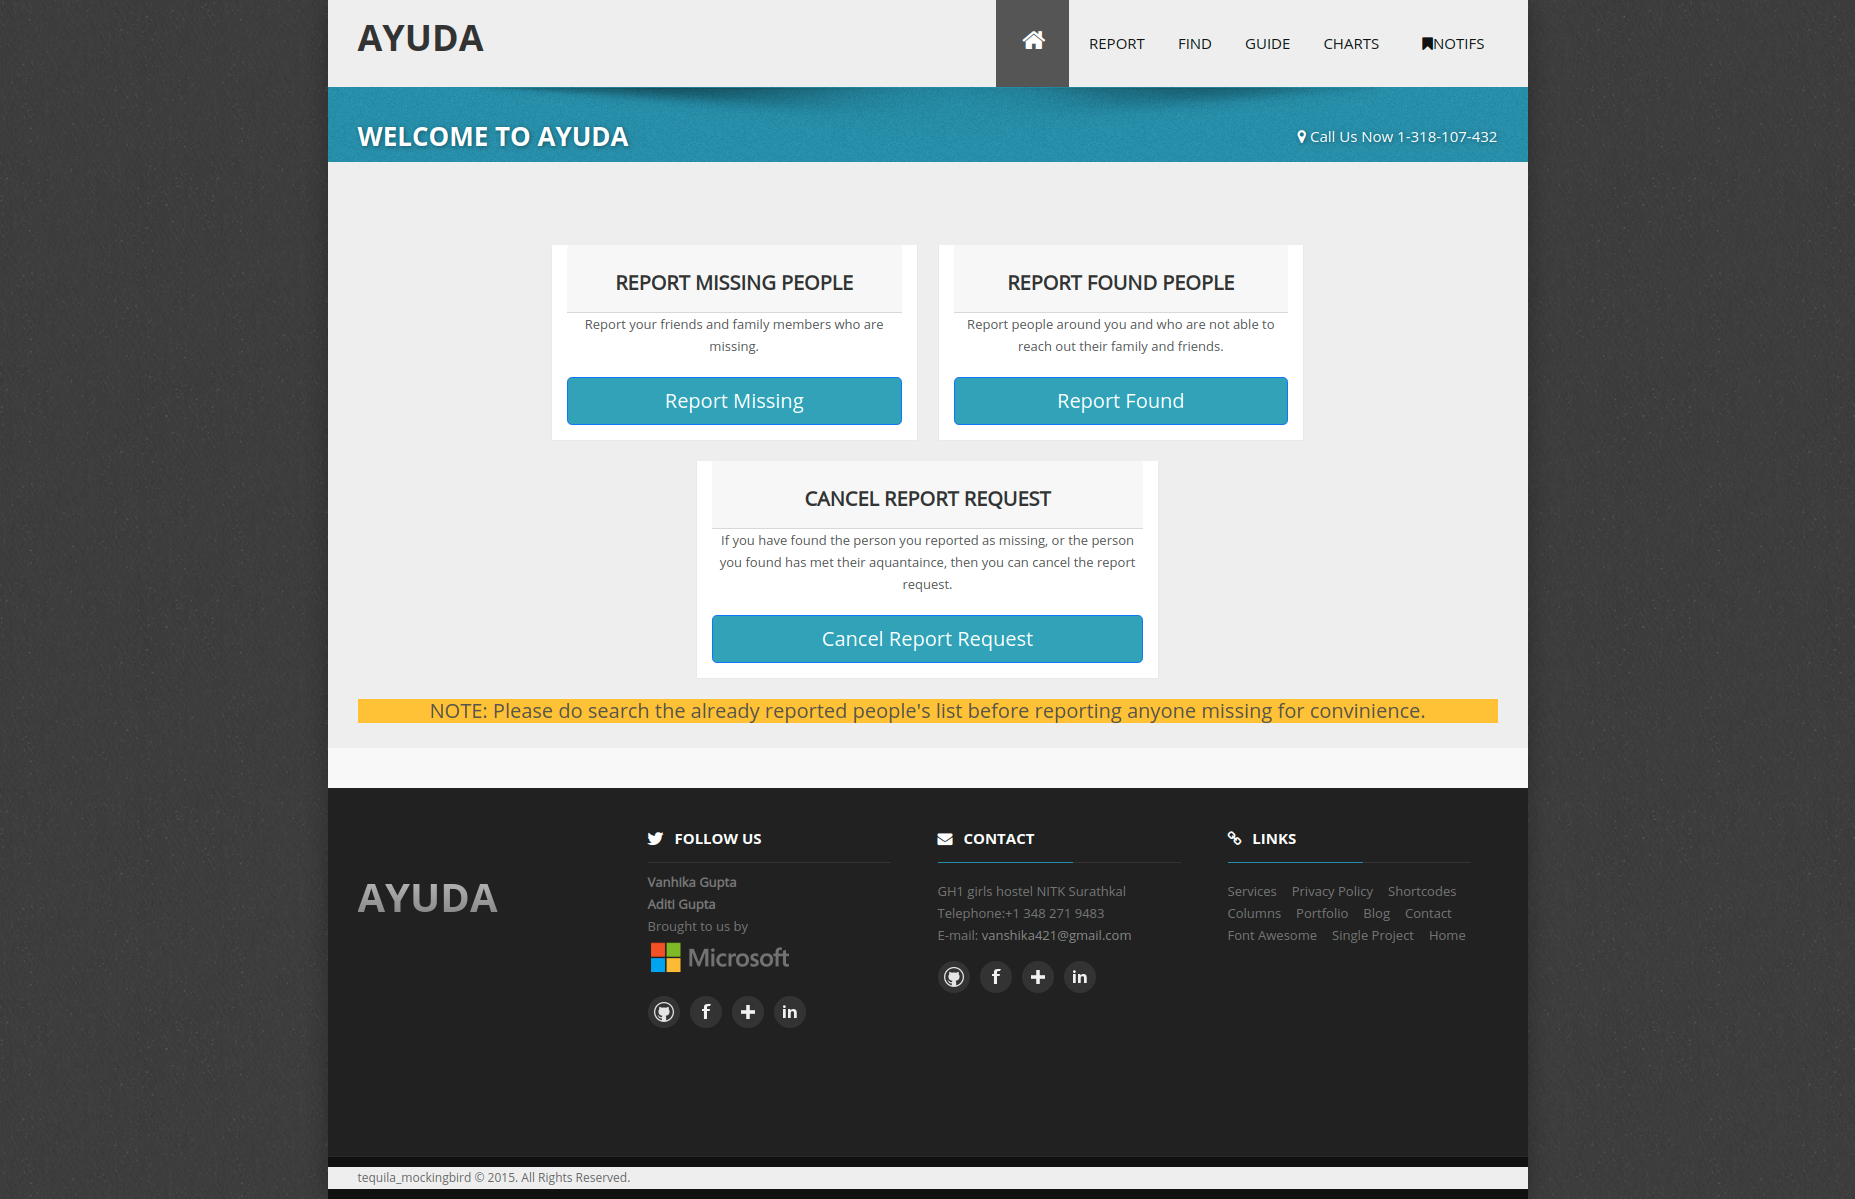 AYUDA
REPORT FIND GUIDE CHARTS NOTIFS
WELCOME TO AYUDA
Call Us Now 1-318-107-432
REPORT MISSING PEOPLE
Report your friends and family members who are
missing.
Report Missing
REPORT FOUND PEOPLE
Report people around you and who are not able to
reach out their family and friends.
Report Found
CANCEL REPORT REQUEST
If you have found the person you reported as missing, or the person
you found has met their aquantaince, then you can cancel the report
request.
Cancel Report Request
NOTE: Please do search the already reported people's list before reporting anyone missing for convinience.
AYUDA
FOLLOW US
Vanhika Gupta
Aditi Gupta
Brought to us by
Microsoft
f
in
CONTACT
GH1 girls hostel NITK Surathkal
Telephone:+1 348 271 9483
E-mail: vanshika421@gmail.com
f
in
LINKS
Services Privacy Policy Shortcodes
Columns Portfolio Blog Contact
Font Awesome Single Project Home
tequila_mockingbird © 2015. All Rights Reserved.